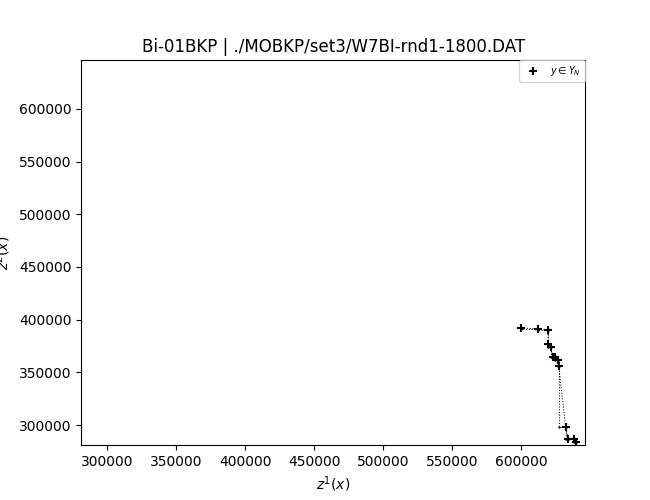 Bi-01BKP | ./MOBKP/set3/W7BI-rnd1-1800.DAT
y ∈ Y_N
600000
550000
500000
450000
400000
350000
300000
z²(x)
300000 350000 400000 450000 500000 550000 600000
z¹(x)